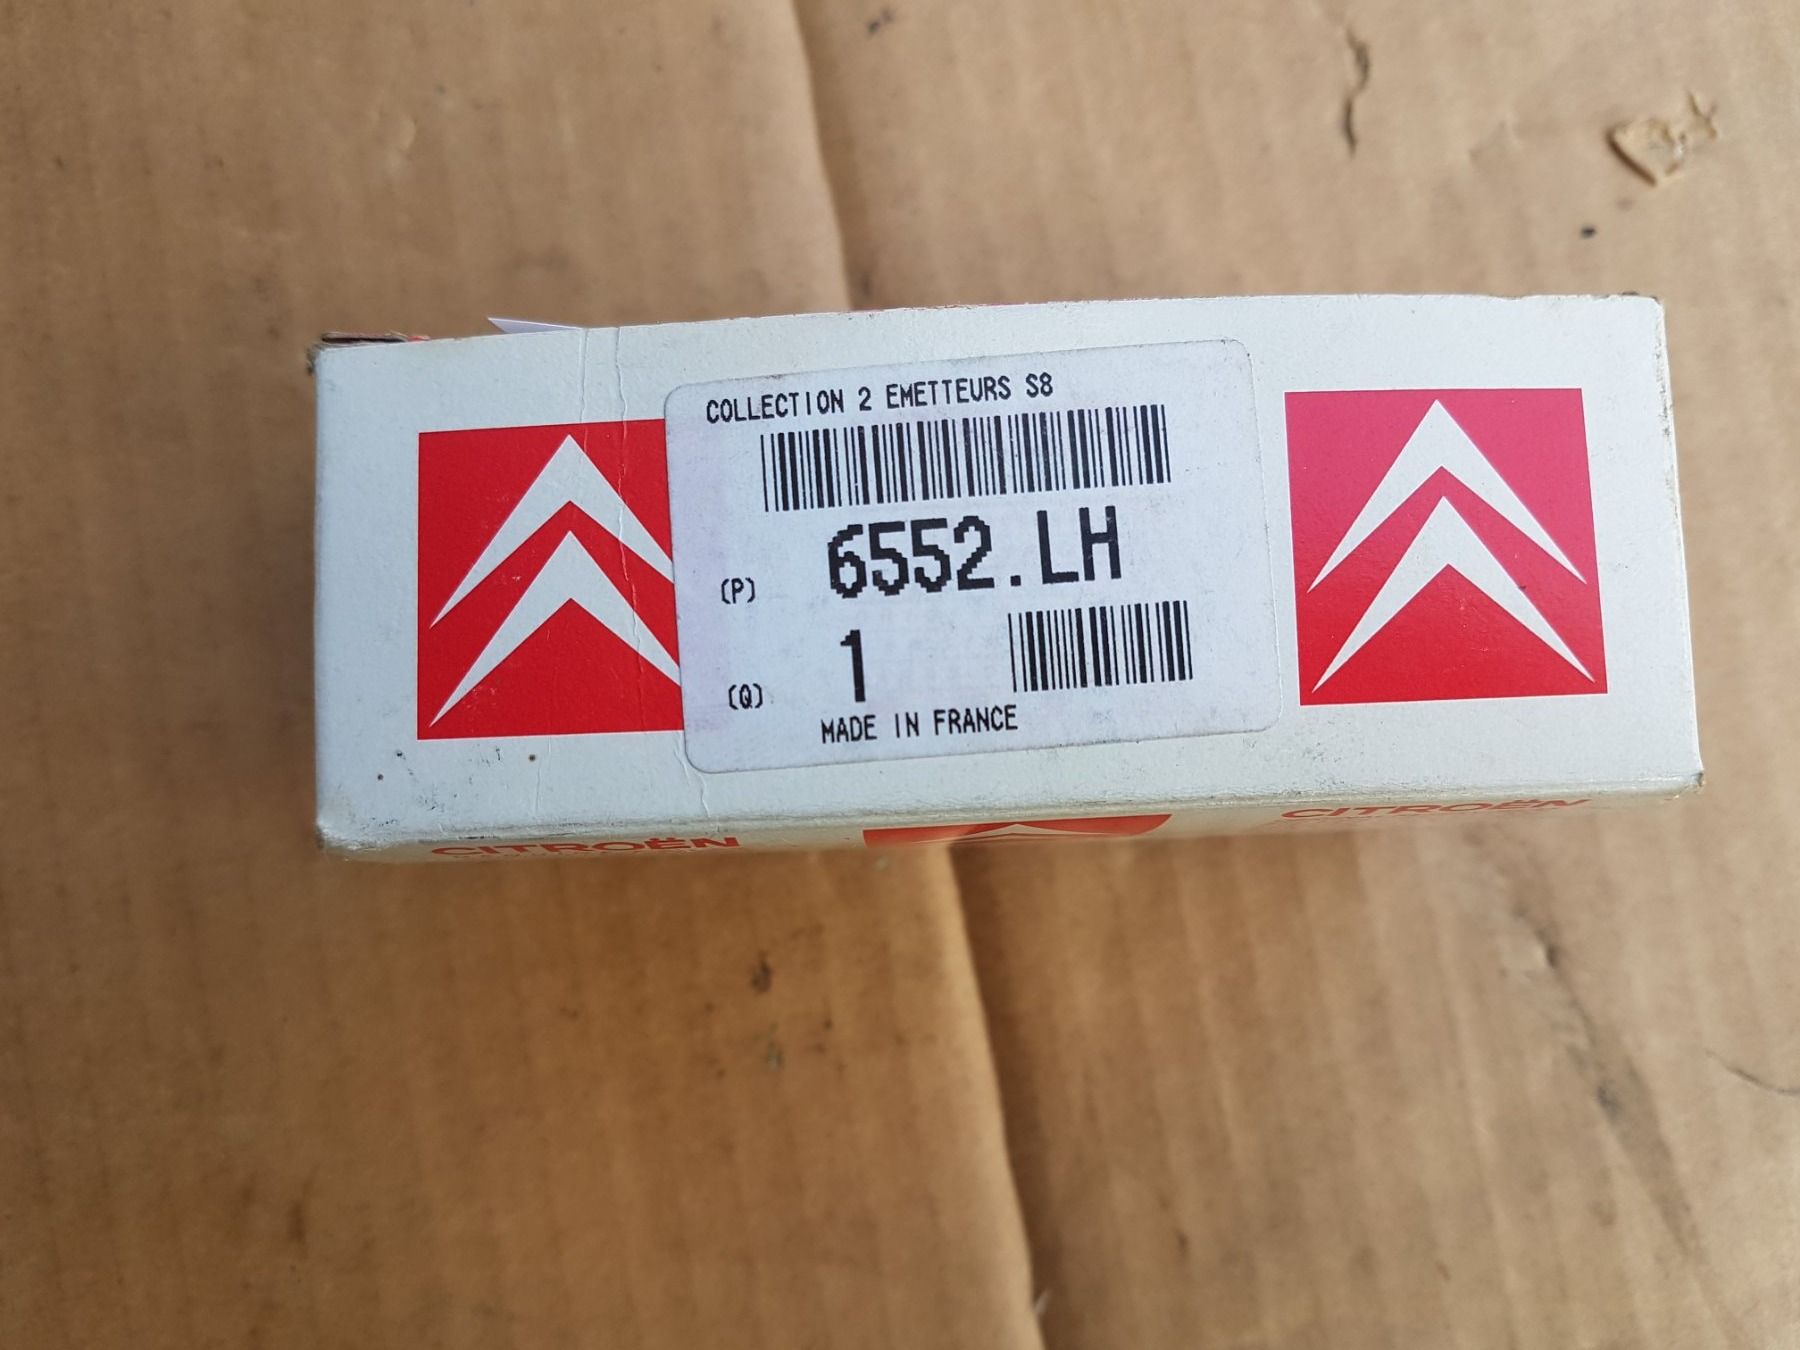 COLLECTION 2 EMETTEURS S8
(P) 6552.LH
(Q) 1
MADE IN FRANCE
CITROËN CITROËN